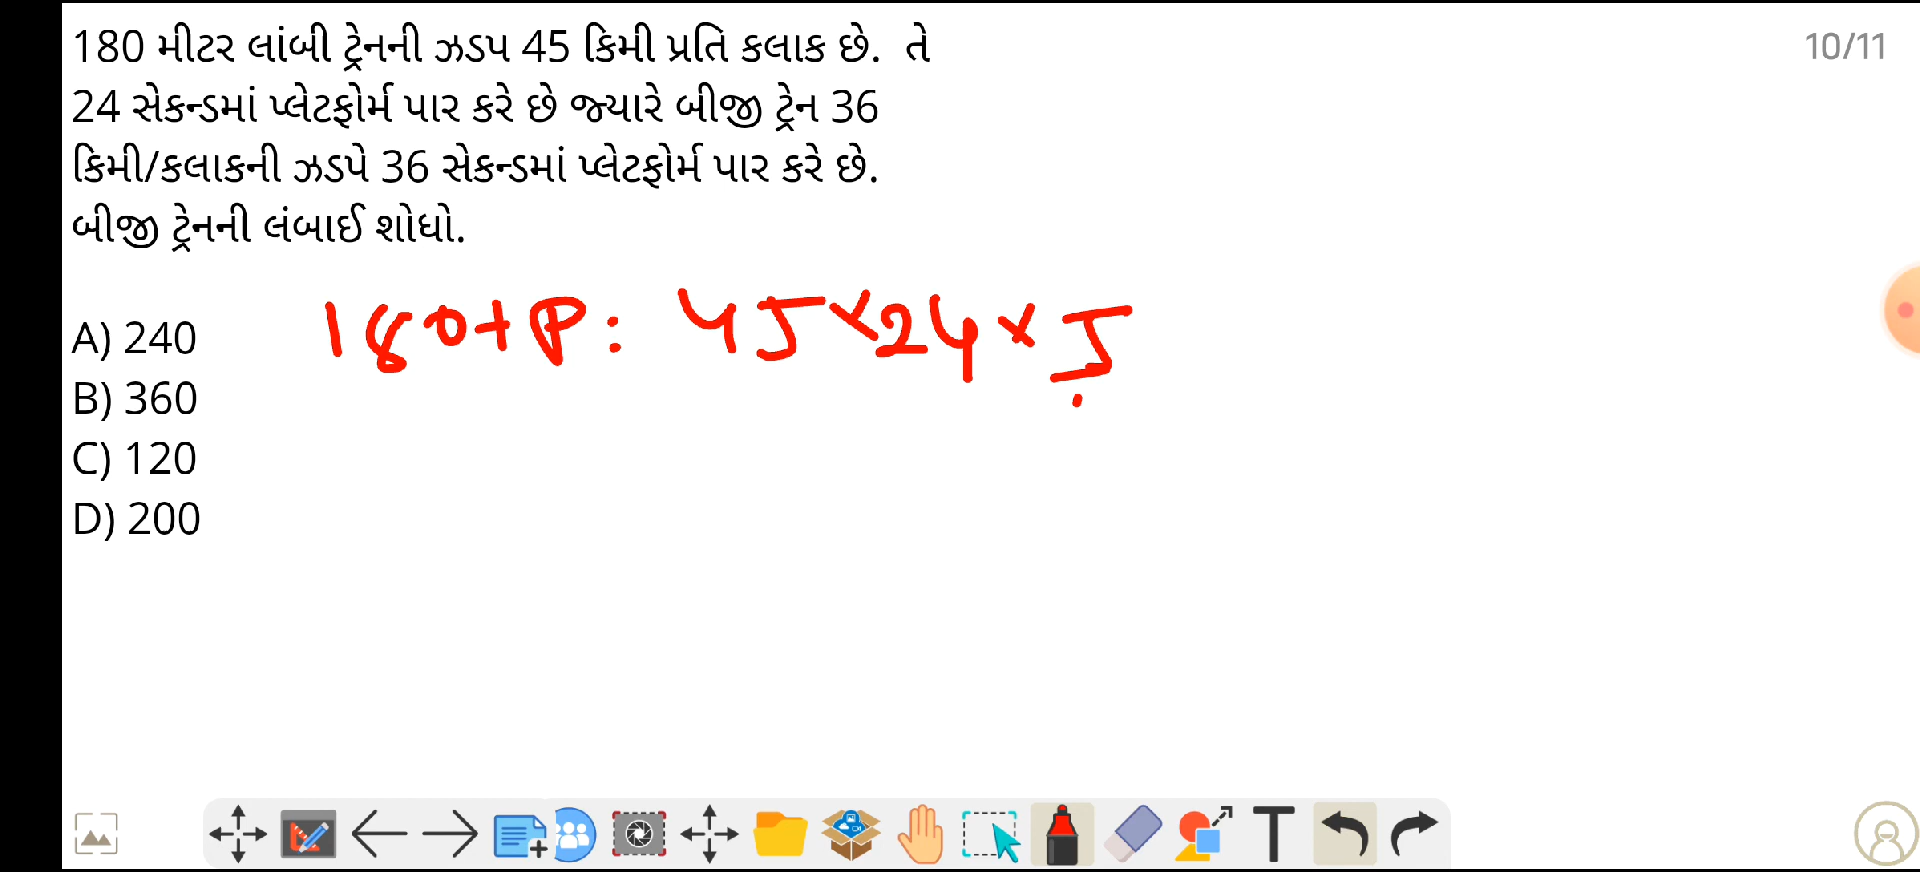 180 મીટર લાંબી ટ્રેનની ઝડપ 45 કિમી પ્રતિ કલાક છે. તે
10/11
24 સેકન્ડમાં પ્લેટફોર્મ પાર કરે છે જ્યારે બીજી ટ્રેન 36
કિમી/કલાકની ઝડપે 36 સેકન્ડમાં પ્લેટફોર્મ પાર કરે છે.
બીજી ટ્રેનની લંબાઈ શોધો.
180+P: 45×24×5
A) 240
B) 360
C) 120
D) 200
T